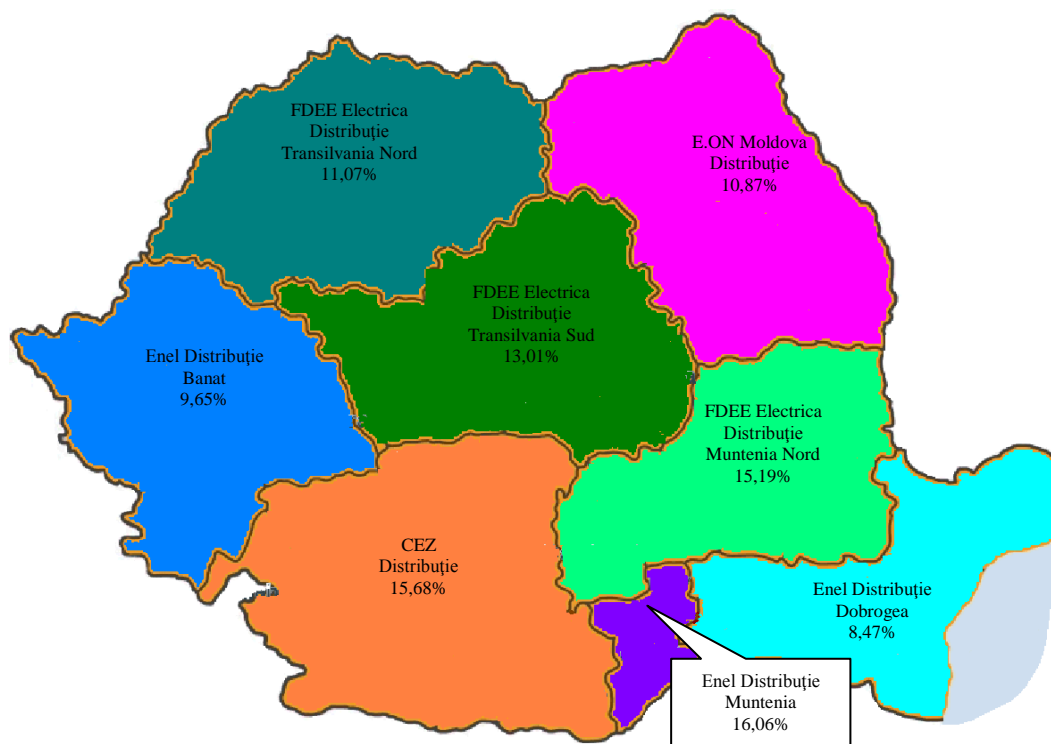 FDEE Electrica
Distribuție
Transilvania Nord
11,07%
E.ON Moldova
Distribuție
10,87%
FDEE Electrica
Distribuție
Transilvania Sud
13,01%
Enel Distribuție
Banat
9,65%
FDEE Electrica
Distribuție
Muntenia Nord
15,19%
CEZ
Distribuție
15,68%
Enel Distribuție
Dobrogea
8,47%
Enel Distribuție
Muntenia
16,06%